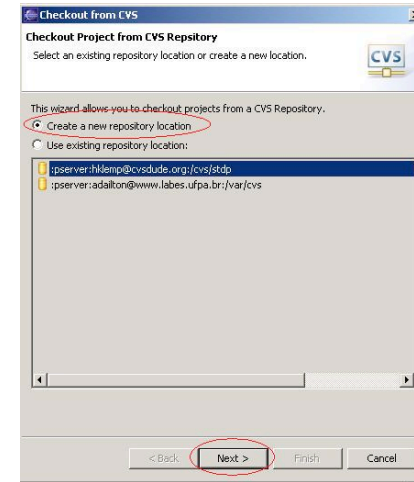 Checkout from CVS
Checkout Project from CVS Repsitory
Select an existing repository location or create a new location.
CVS
This wizard allows you to checkout projects from a CVS Repository.
Create a new repository location
Use existing repository location:
:pserver:hklemp@cvsdude.org:/cvs/stdp
:pserver:adailton@www.labes.ufpa.br:/var/cvs
< Back
Next >
Finish
Cancel